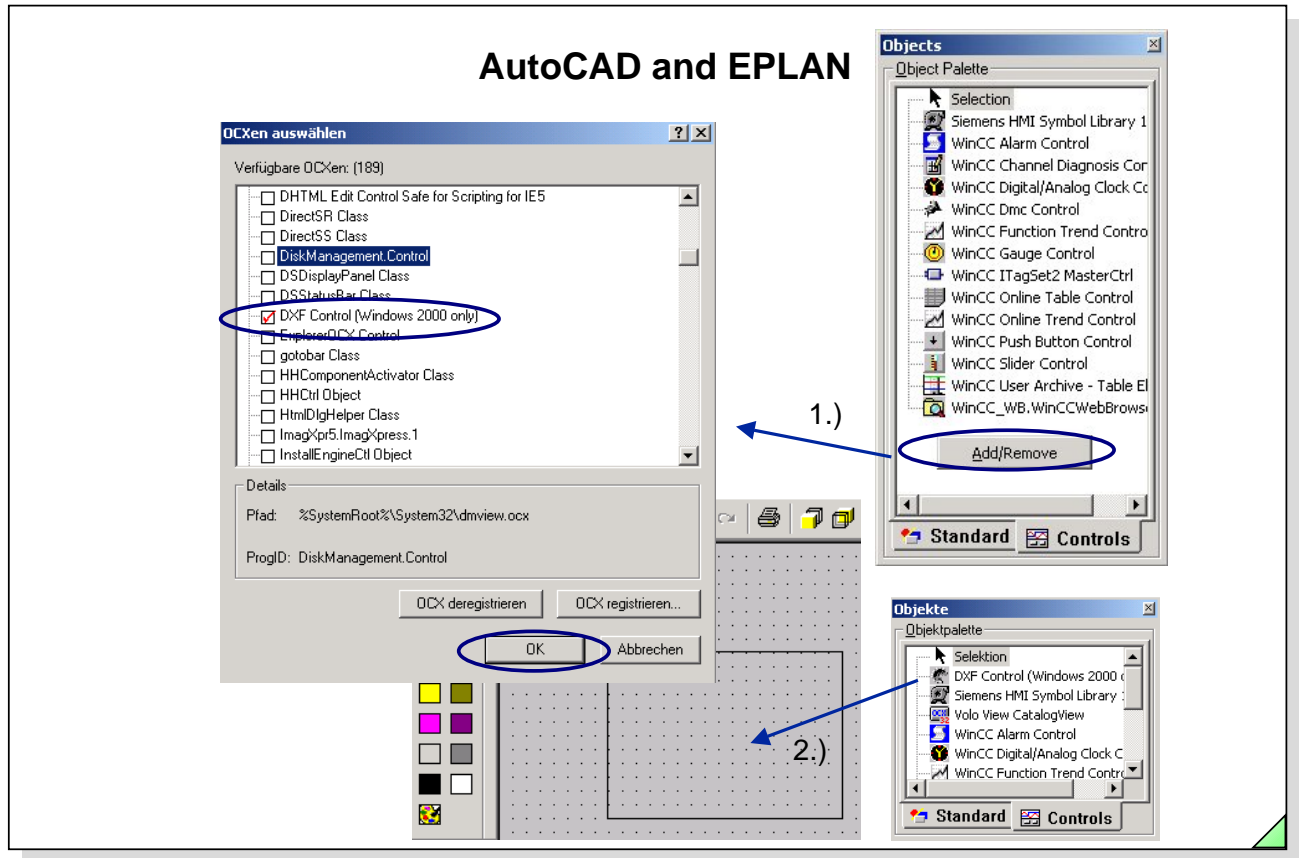 AutoCAD and EPLAN
OCXen auswählen
Verfügbare OCXen: (189)
DHTML Edit Control Safe for Scripting for IE5
DirectSR Class
DirectSS Class
DiskManagement.Control
DSDisplayPanel Class
DSStatusBar Class
DXF Control (Windows 2000 only)
ExplorerOCX Control
gotobar Class
HHComponentActivator Class
HHCtrl Object
HtmlDlgHelper Class
ImagXpr5.ImagXpress.1
InstallEngineCtl Object
Details
Pfad: %SystemRoot%\System32\dmview.ocx
ProgID: DiskManagement.Control
OCX deregistrieren
OCX registrieren...
OK
Abbrechen
1.)
Objects
Object Palette
Selection
Siemens HMI Symbol Library 1
WinCC Alarm Control
WinCC Channel Diagnosis Con
WinCC Digital/Analog Clock Co
WinCC Dmc Control
WinCC Function Trend Contro
WinCC Gauge Control
WinCC ITagSet2 MasterCtrl
WinCC Online Table Control
WinCC Online Trend Control
WinCC Push Button Control
WinCC Slider Control
WinCC User Archive - Table El
WinCC_WB.WinCCWebBrowse
Add/Remove
Standard
Controls
2.)
Objekte
Objektpalette
Selektion
DXF Control (Windows 2000
Siemens HMI Symbol Library
Volo View CatalogView
WinCC Alarm Control
WinCC Digital/Analog Clock C
WinCC Function Trend Contr
Standard
Controls